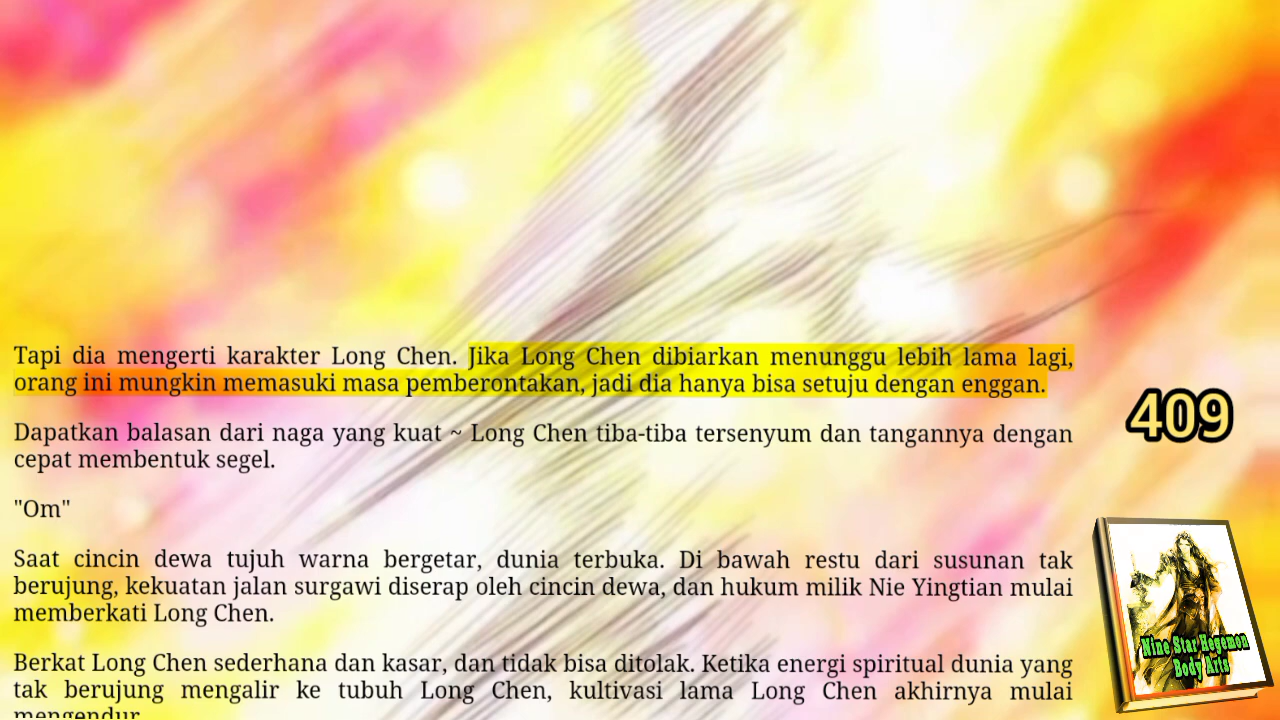 Tapi dia mengerti karakter Long Chen. Jika Long Chen dibiarkan menunggu lebih lama lagi,
orang ini mungkin memasuki masa pemberontakan, jadi dia hanya bisa setuju dengan enggan.
Dapatkan balasan dari naga yang kuat ~ Long Chen tiba-tiba tersenyum dan tangannya dengan
cepat membentuk segel.
"Om"
Saat cincin dewa tujuh warna bergetar, dunia terbuka. Di bawah restu dari susunan tak
berujung, kekuatan jalan surgawi diserap oleh cincin dewa, dan hukum milik Nie Yingtian mulai
memberkati Long Chen.
Berkat Long Chen sederhana dan kasar, dan tidak bisa ditolak. Ketika energi spiritual dunia yang
tak berujung mengalir ke tubuh Long Chen, kultivasi lama Long Chen akhirnya mulai
mengendur.
409
Nine Star Hegemon
Body Arts